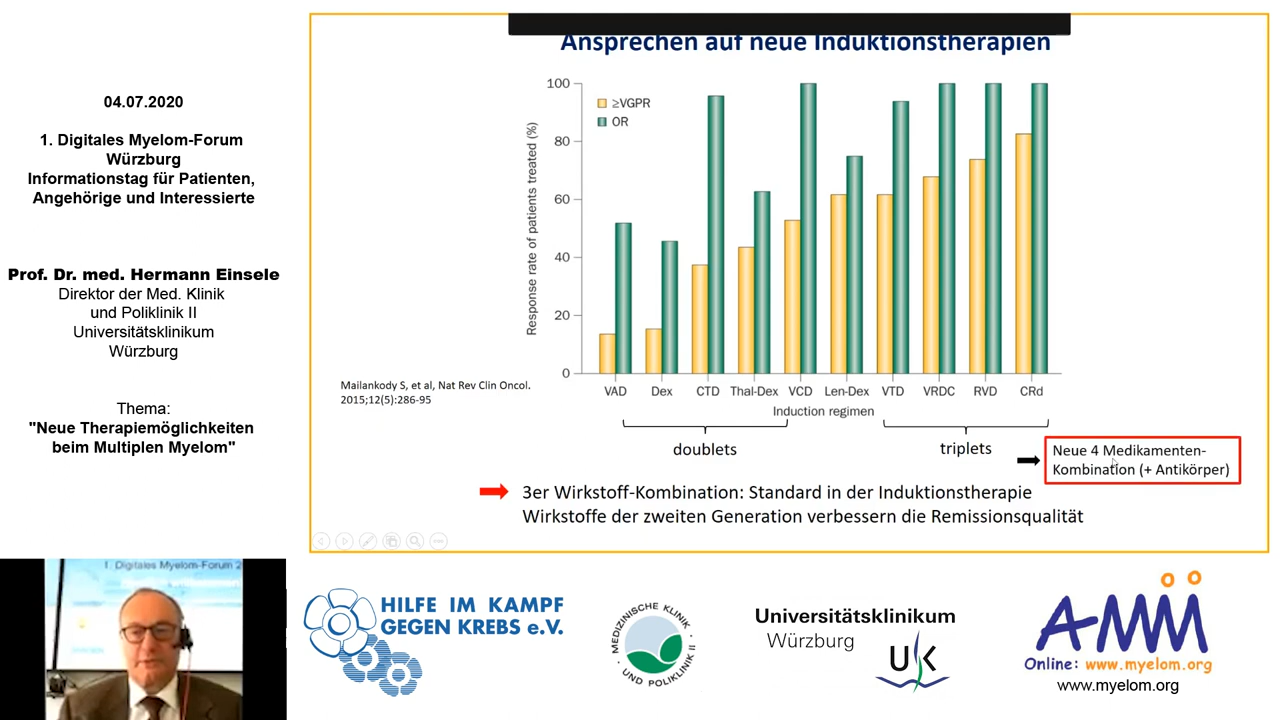 04.07.2020
1. Digitales Myelom-Forum
Würzburg
Informationstag für Patienten,
Angehörige und Interessierte
Prof. Dr. med. Hermann Einsele
Direktor der Med. Klinik
und Poliklinik II
Universitätsklinikum
Würzburg
Thema:
"Neue Therapiemöglichkeiten
beim Multiplen Myelom"
Ansprechen auf neue Induktionstherapien
Response rate of patients treated (%)
100
80
60
40
20
0
≥VGPR
OR
VAD Dex CTD Thal-Dex VCD Len-Dex VTD VRDC RVD CRd
Induction regimen
doublets
triplets
Mailankody S, et al, Nat Rev Clin Oncol.
2015;12(5):286-95
Neue 4 Medikamenten-
Kombination (+ Antikörper)
3er Wirkstoff-Kombination: Standard in der Induktionstherapie
Wirkstoffe der zweiten Generation verbessern die Remissionsqualität
1. Digitales Myelom-Forum 2
HILFE IM KAMPF
GEGEN KREBS e.V.
MEDIZINISCHE KLINIK
UND POLIKLINIK II
Universitätsklinikum
Würzburg
UK
AMM
Online: www.myelom.org
www.myelom.org